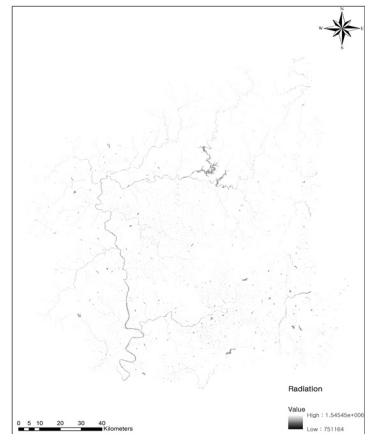 N
W
E
S
Radiation
Value
High : 1.54545e+006
Low : 751164
0 5 10 20 30 40
Kilometers